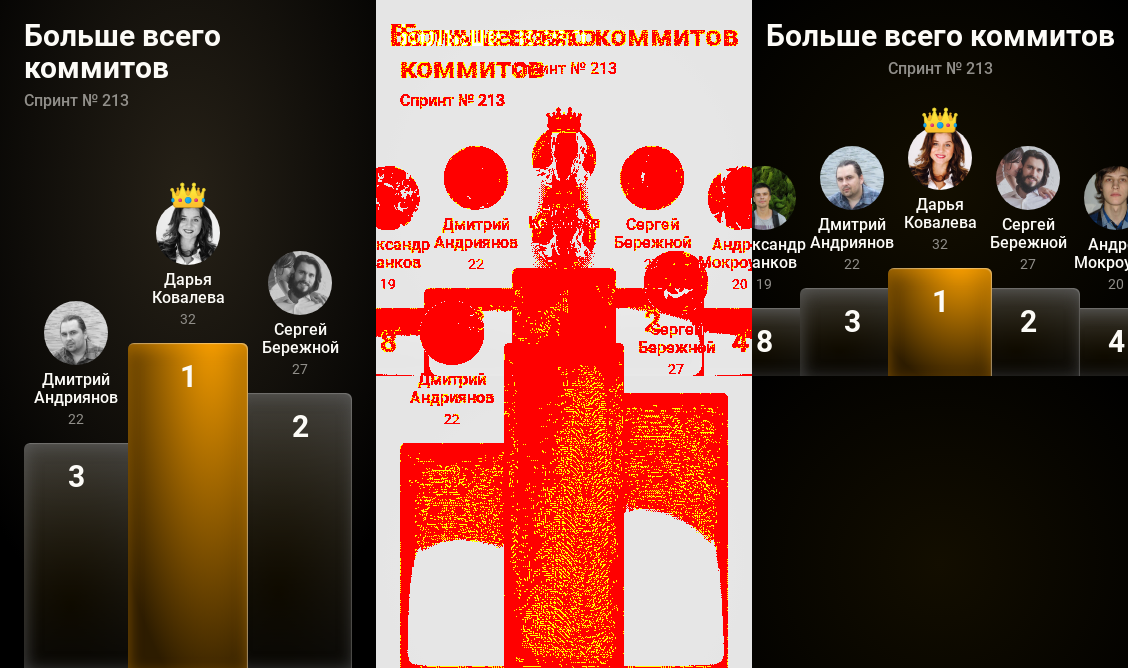 Больше всего
коммитов
Спринт № 213
Дарья
Ковалева
32
Сергей
Бережной
27
Дмитрий
Андриянов
22
1
2
3
коммитов
коммитов
Спринт № 213
Спринт № 213
Дмитрий
Андриянов
22
Сергей
Бережной
ксандр
анков
19
Андр
Мокроу
20
8
2
4
Сергей
Бережной
27
Дмитрий
Андриянов
22
Больше всего коммитов
Спринт № 213
Дарья
Ковалева
32
Дмитрий
Андриянов
22
Сергей
Бережной
27
ксандр
анков
19
Андре
Мокроу
20
1
3
2
8
4